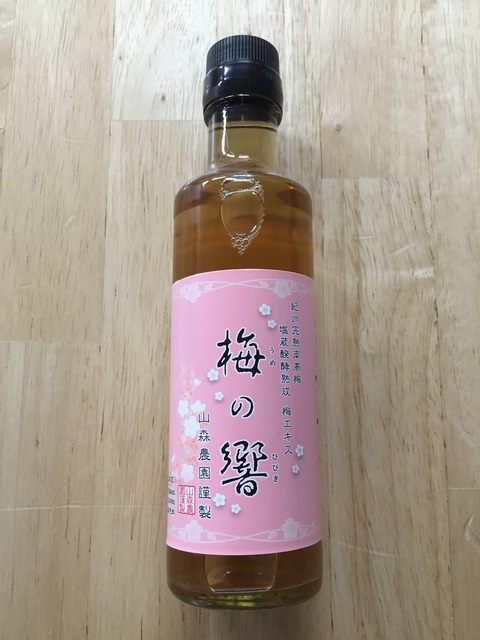 紀州完熟南高梅
塩蔵醗酵熟成 梅エキス
梅の響
うめ
ひびき
山森農園謹製